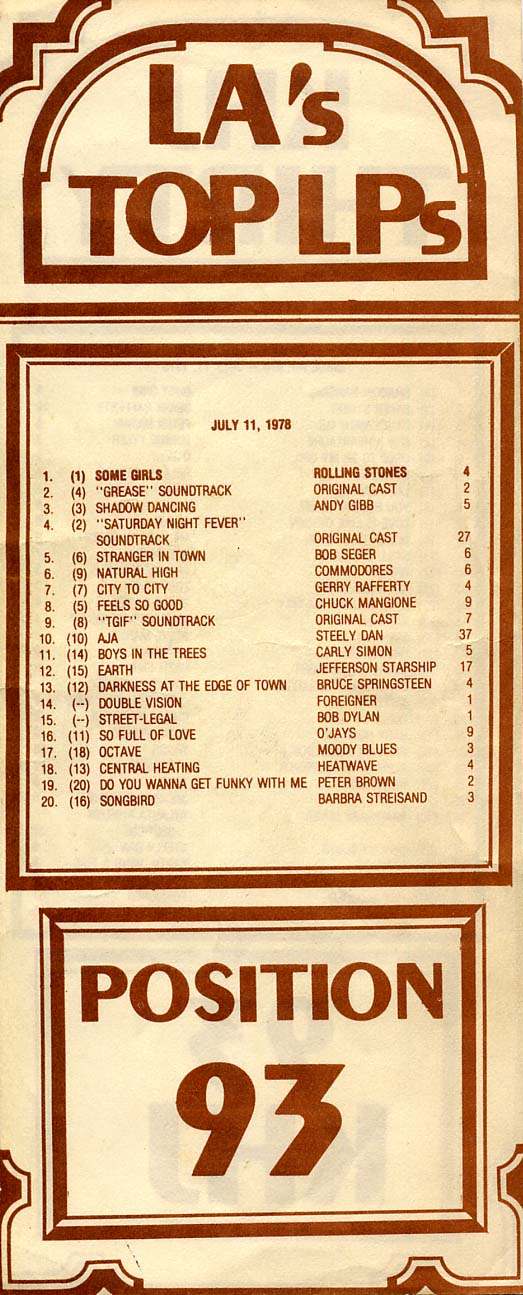 LA's
TOP LPs
JULY 11, 1978
1. (1) SOME GIRLS ROLLING STONES 4
2. (4) "GREASE" SOUNDTRACK ORIGINAL CAST 2
3. (3) SHADOW DANCING ANDY GIBB 5
4. (2) "SATURDAY NIGHT FEVER"
SOUNDTRACK ORIGINAL CAST 27
5. (6) STRANGER IN TOWN BOB SEGER 6
6. (9) NATURAL HIGH COMMODORES 6
7. (7) CITY TO CITY GERRY RAFFERTY 4
8. (5) FEELS SO GOOD CHUCK MANGIONE 9
9. (8) "TGIF" SOUNDTRACK ORIGINAL CAST 7
10. (10) AJA STEELY DAN 37
11. (14) BOYS IN THE TREES CARLY SIMON 5
12. (15) EARTH JEFFERSON STARSHIP 17
13. (12) DARKNESS AT THE EDGE OF TOWN BRUCE SPRINGSTEEN 4
14. (--) DOUBLE VISION FOREIGNER 1
15. (--) STREET-LEGAL BOB DYLAN 1
16. (11) SO FULL OF LOVE O'JAYS 9
17. (18) OCTAVE MOODY BLUES 3
18. (13) CENTRAL HEATING HEATWAVE 4
19. (20) DO YOU WANNA GET FUNKY WITH ME PETER BROWN 2
20. (16) SONGBIRD BARBRA STREISAND 3
POSITION
93